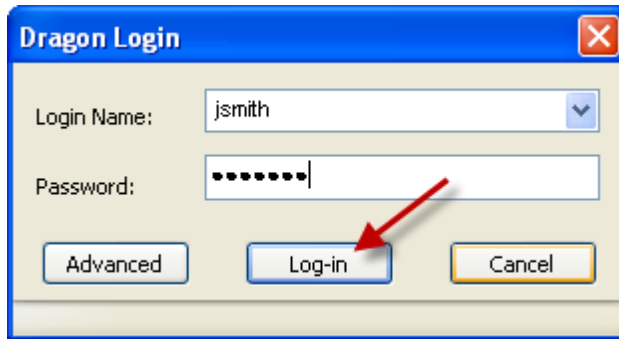 Dragon Login
Login Name: jsmith
Password: •••••••
Advanced Log-in Cancel